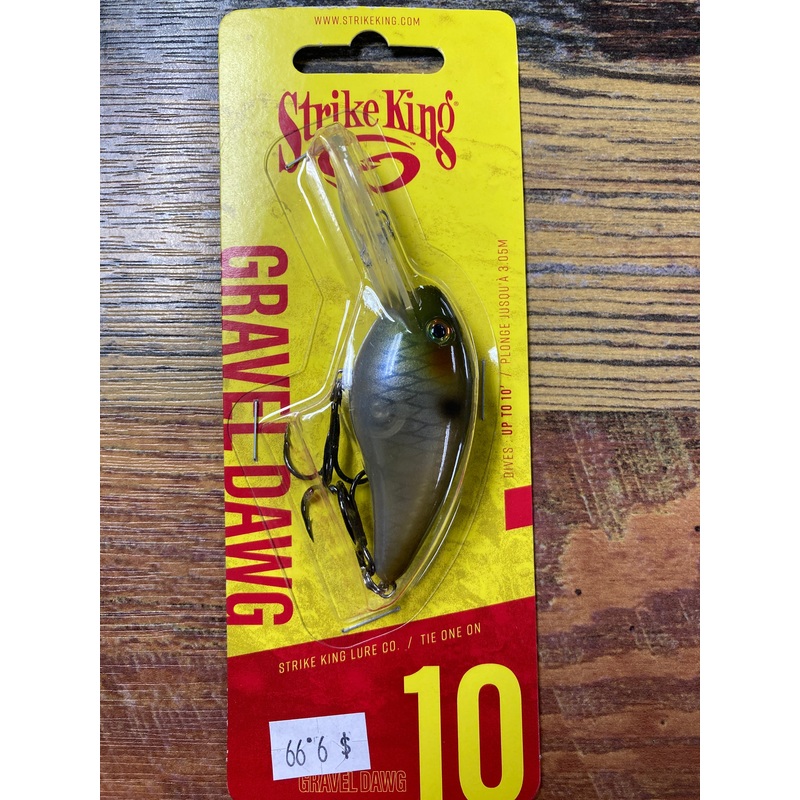 WWW.STRIKEKING.COM
Strike King
GRAVEL DAWG
DIVES . UP TO 10' / PLONGE JUSQU'À 3.05M
STRIKE KING LURE CO. / TIE ONE ON
10
$ 6.99
GRAVEL DAWG